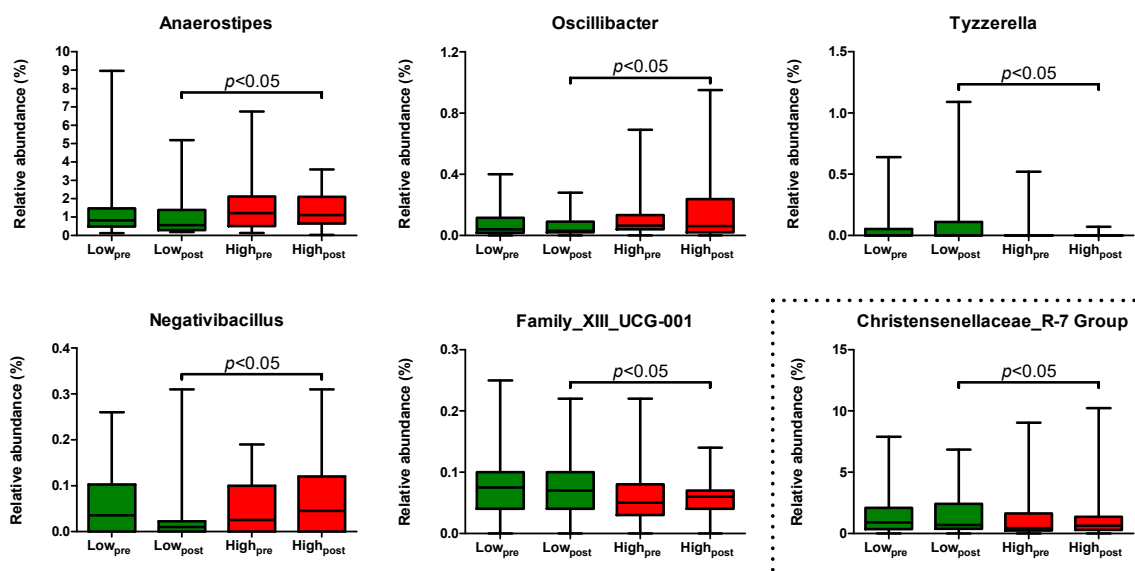 Anaerostipes
Relative abundance (%)
10
9
8
7
6
5
4
3
2
1
0
p<0.05
Lowpre Lowpost Highpre Highpost
Oscillibacter
Relative abundance (%)
1.2
0.8
0.4
0.0
p<0.05
Lowpre Lowpost Highpre Highpost
Tyzzerella
Relative abundance (%)
1.5
1.0
0.5
0.0
p<0.05
Lowpre Lowpost Highpre Highpost
Negativibacillus
Relative abundance (%)
0.4
0.3
0.2
0.1
0.0
p<0.05
Lowpre Lowpost Highpre Highpost
Family_XIII_UCG-001
Relative abundance (%)
0.3
0.2
0.1
0.0
p<0.05
Lowpre Lowpost Highpre Highpost
Christensenellaceae_R-7 Group
Relative abundance (%)
15
10
5
0
p<0.05
Lowpre Lowpost Highpre Highpost